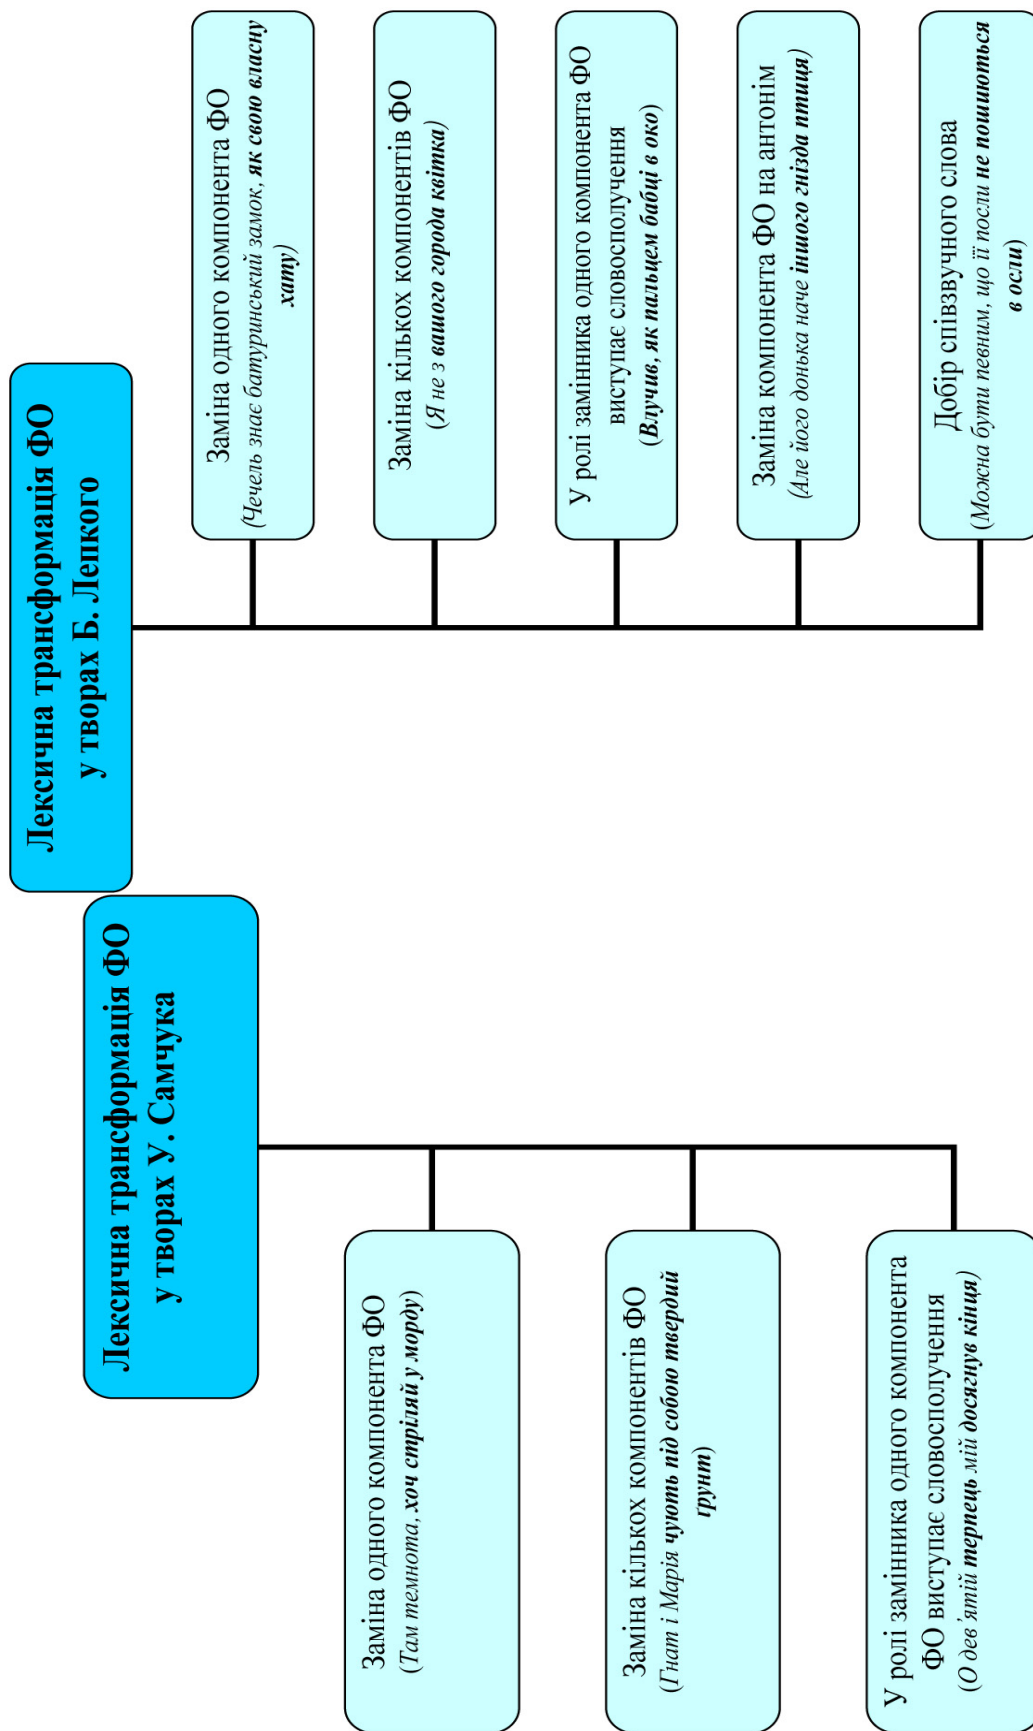 Лексична трансформація ФО
у творах У. Самчука
Заміна одного компонента ФО
(Там темнота, хоч стріляй у морду)
Заміна кількох компонентів ФО
(Гнат і Марія чують під собою твердий
ґрунт)
У ролі замінника одного компонента
ФО виступає словосполучення
(О дев'ятій терпець мій досягнув кінця)
Лексична трансформація ФО
у творах Б. Лепкого
Заміна одного компонента ФО
(Чечель знає батуринський замок, як свою власну
хату)
Заміна кількох компонентів ФО
(Я не з вашого города квітка)
У ролі замінника одного компонента ФО
виступає словосполучення
(Влучив, як пальцем бабці в око)
Заміна компонента ФО на антонім
(Але його донька наче іншого гнізда птиця)
Добір співзвучного слова
(Можна бути певним, що її посли не пошиються
в осли)